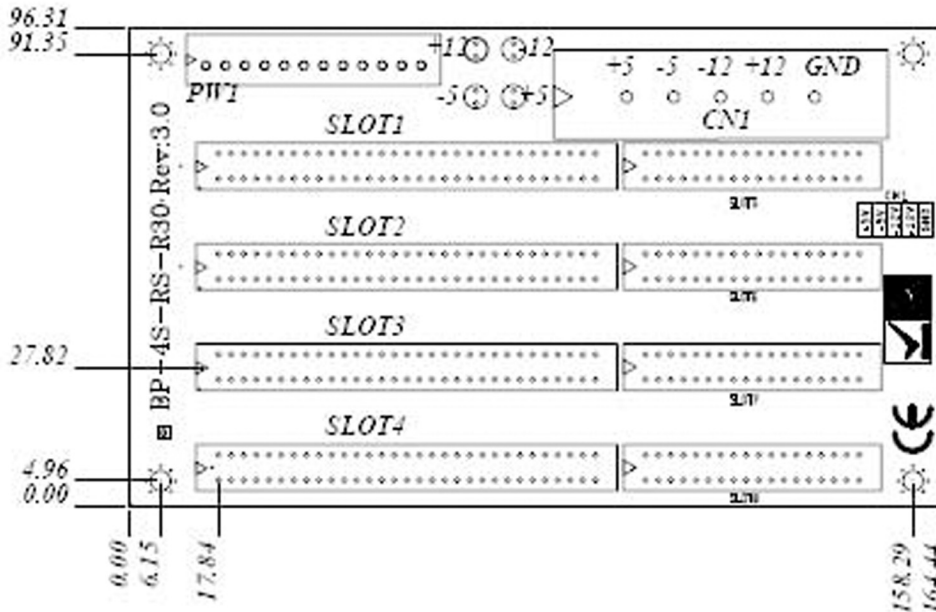 96.31
91.35
+12 -12
+5 -5 -12 +12 GND
PW1
-5 +5
CN1
SLOT1
BP-4S-RS-R30 Rev:3.0
SLOT2
SLOT3
27.82
SLOT4
4.96
0.00
0.00
6.15
17.84
158.29
164.44